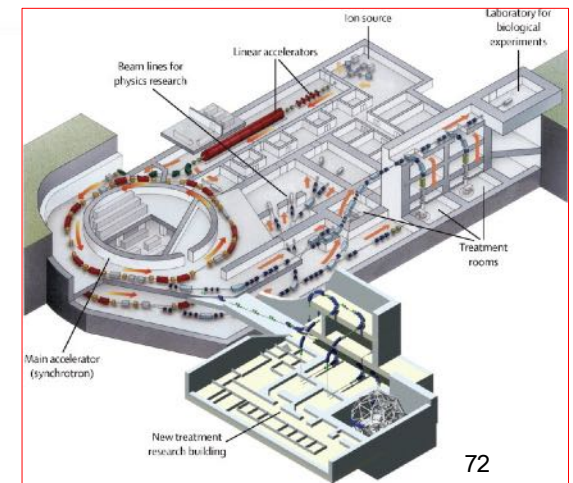 Ion source
Laboratory for
biological
experiments
Linear accelerators
Beam lines for
physics research
Treatment
rooms
Main accelerator
(synchrotron)
New treatment
research building
72